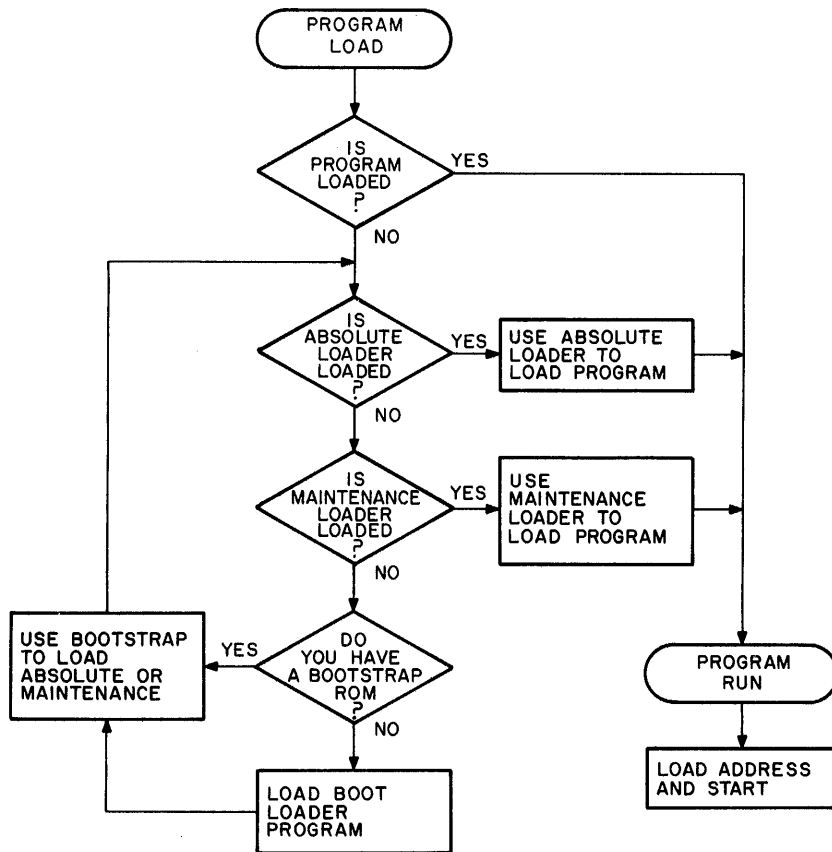 PROGRAM
LOAD
IS
PROGRAM
LOADED
?
YES
NO
IS
ABSOLUTE
LOADER
LOADED
?
YES
USE ABSOLUTE
LOADER TO
LOAD PROGRAM
NO
IS
MAINTENANCE
LOADER
LOADED
?
YES
USE
MAINTENANCE
LOADER TO
LOAD PROGRAM
NO
DO
YOU HAVE
A BOOTSTRAP
ROM
?
YES
USE BOOTSTRAP
TO LOAD
ABSOLUTE OR
MAINTENANCE
NO
LOAD BOOT
LOADER
PROGRAM
PROGRAM
RUN
LOAD ADDRESS
AND START